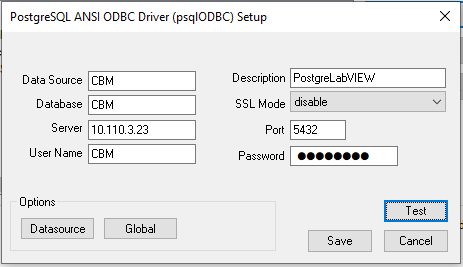 PostgreSQL ANSI ODBC Driver (psqlODBC) Setup
Data Source CBM Description PostgreLabVIEW
Database CBM SSL Mode disable
Server 10.110.3.23 Port 5432
User Name CBM Password ●●●●●●●●
Options
Datasource Global Test
Save Cancel